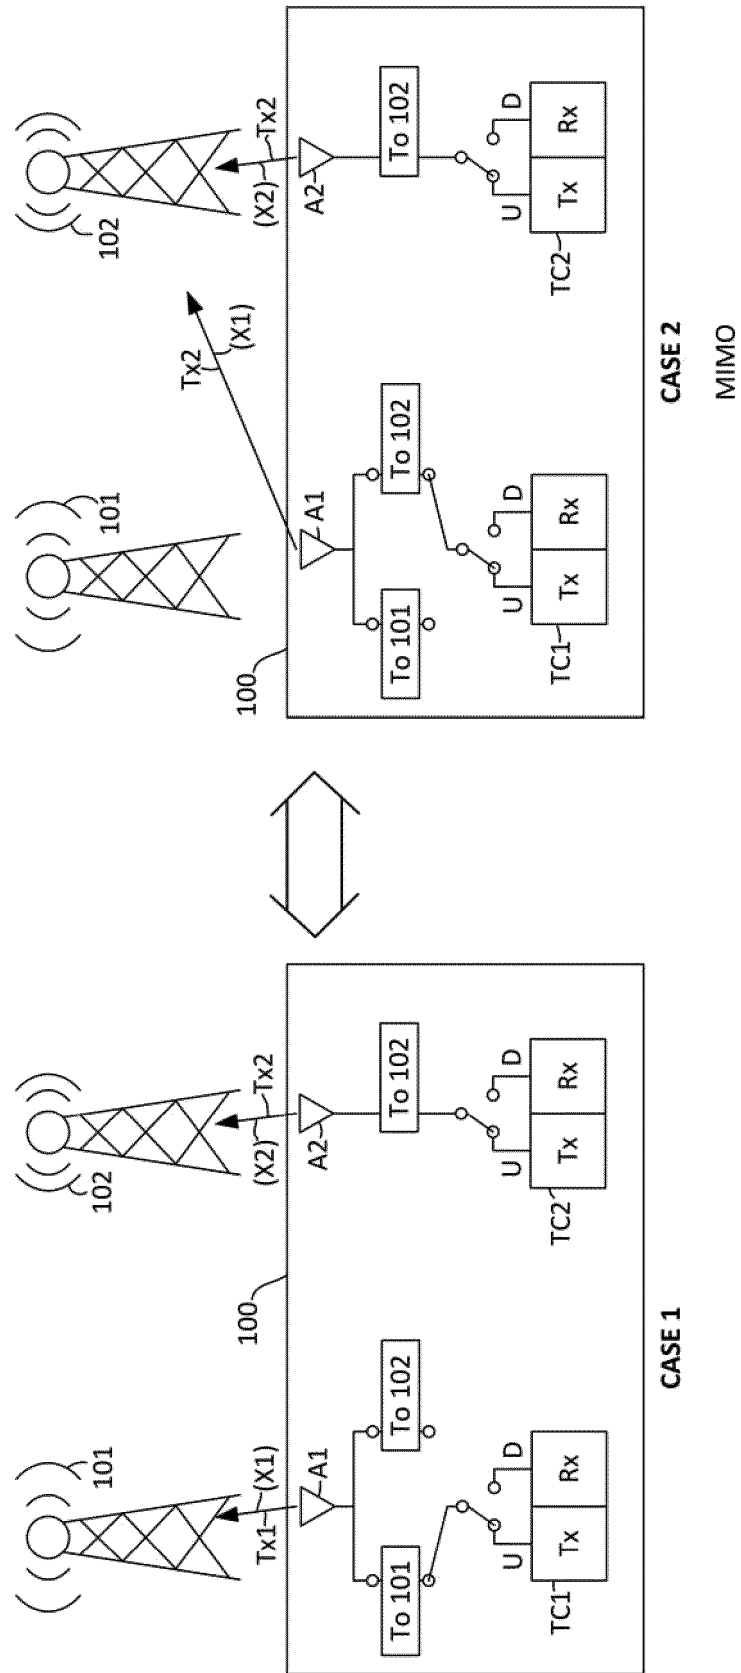 101
102
Tx1
(X1)
(X2)
Tx2
100
A1
A2
To 101
To 102
To 102
U
D
U
D
Tx
Rx
Tx
Rx
TC1
TC2
CASE 1
101
102
Tx2
(X1)
(X2)
Tx2
100
A1
A2
To 101
To 102
To 102
U
D
U
D
Tx
Rx
Tx
Rx
TC1
TC2
CASE 2
MIMO